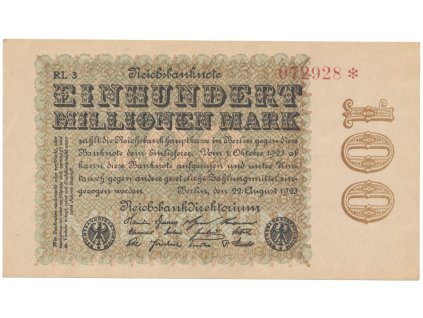 RL 3 Reichsbanknote 072928 *
EINHUNDERT
MILLIONEN MARK
zahlt die Reichsbankhauptkasse in Berlin gegen diese
Banknote dem Einlieferer. Vom 1. Oktober 1923 ab
kann diese Banknote aufgerufen und unter Um-
tausch gegen andere gesetzliche Zahlungsmittel ein-
gezogen werden. Berlin, den 22. August 1923
Reichsbankdirektorium
100